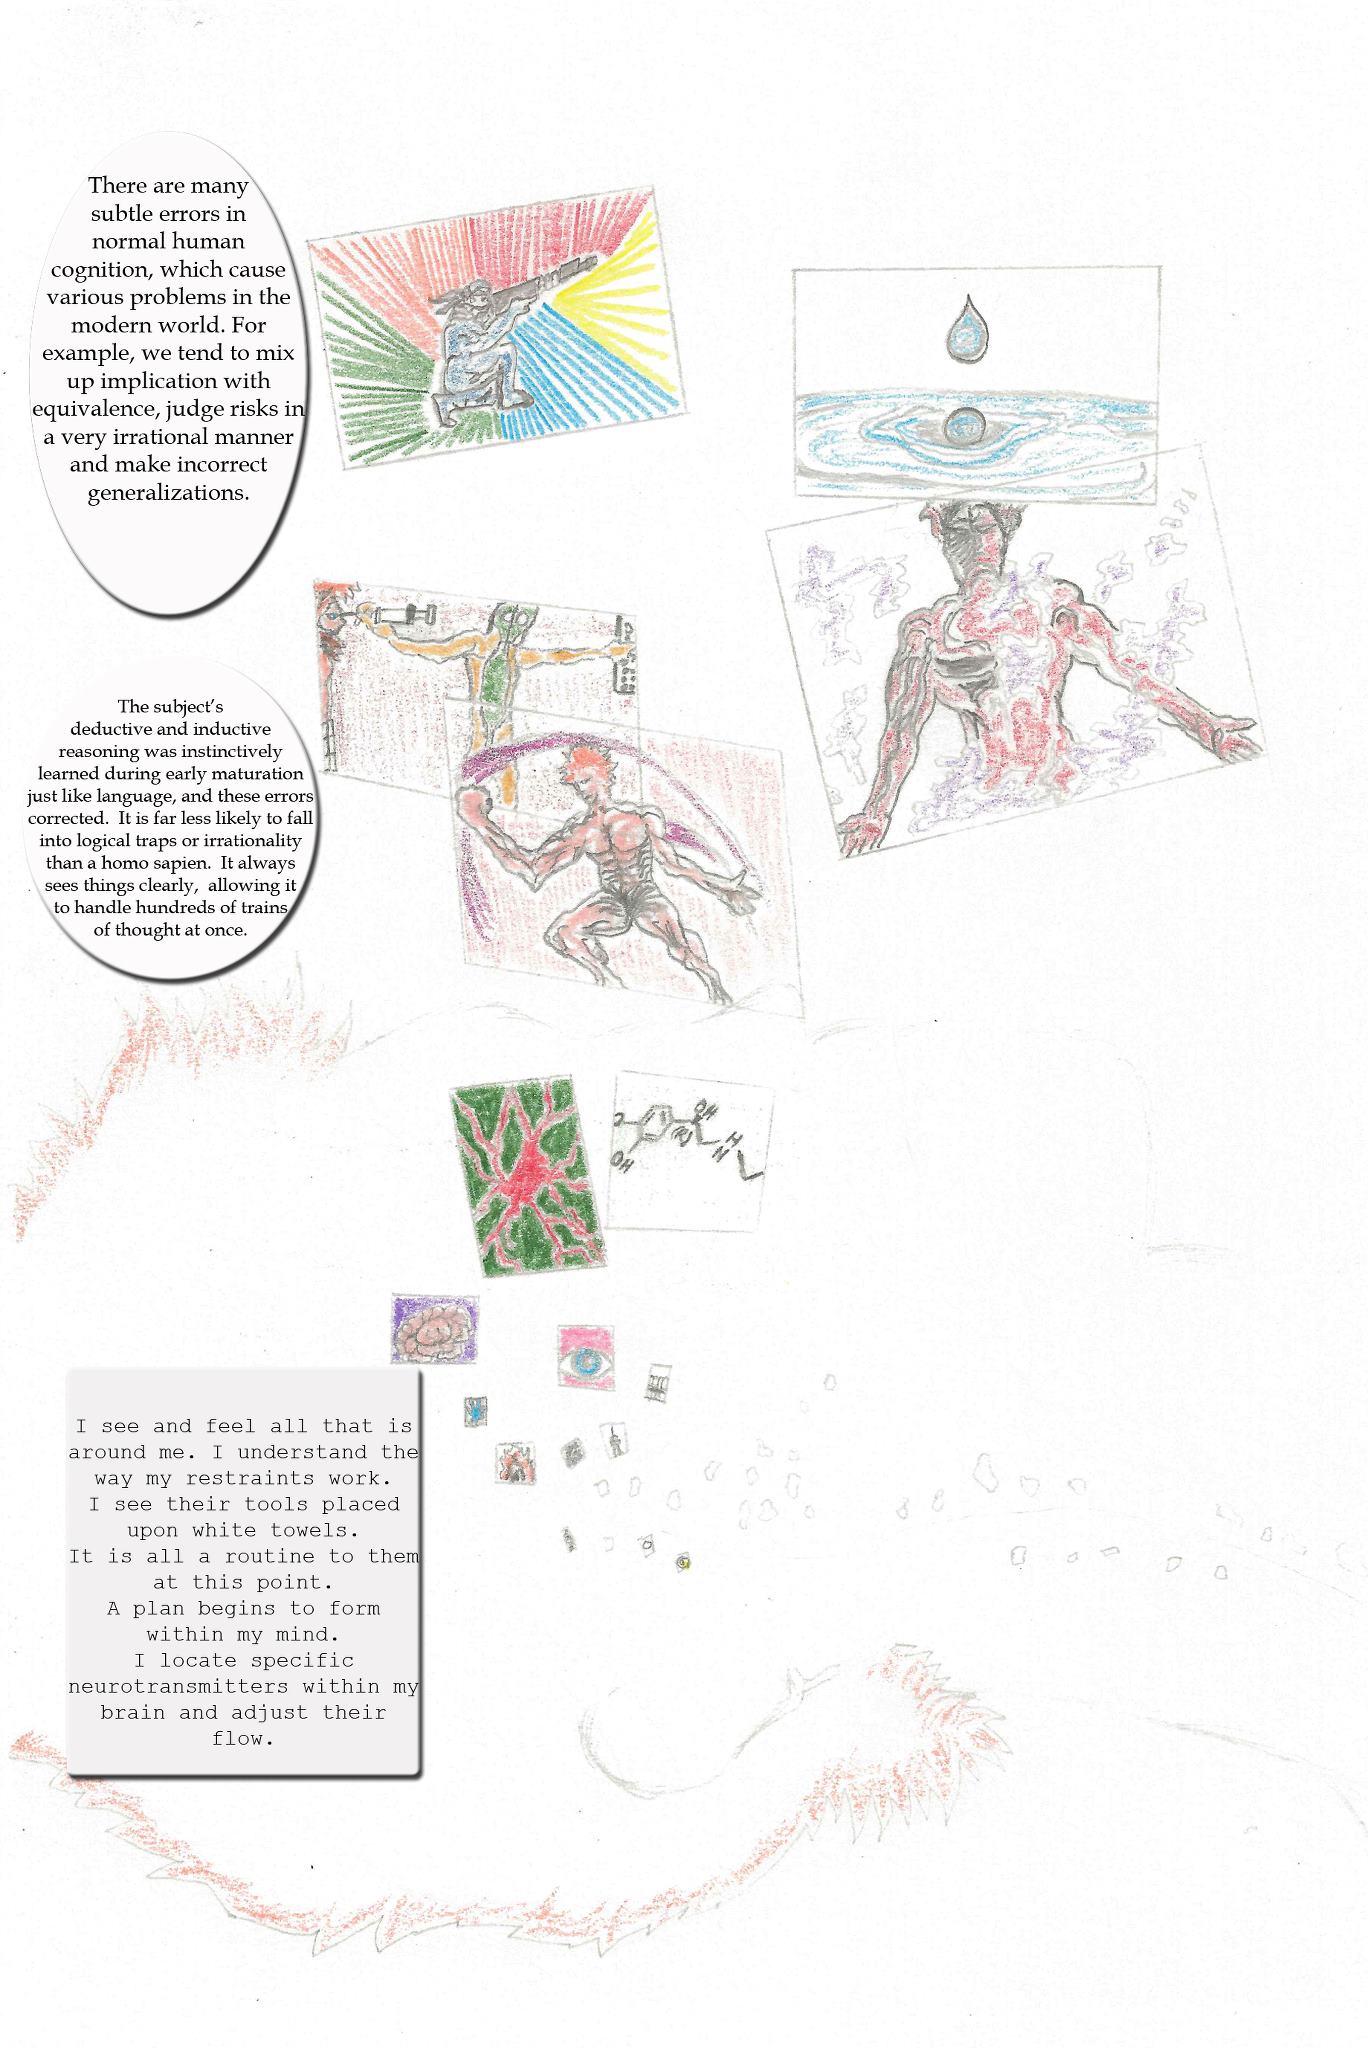 There are many
subtle errors in
normal human
cognition, which cause
various problems in the
modern world. For
example, we tend to mix
up implication with
equivalence, judge risks in
a very irrational manner
and make incorrect
generalizations.
The subject's
deductive and inductive
reasoning was instinctively
learned during early maturation
just like language, and these errors
corrected. It is far less likely to fall
into logical traps or irrationality
than a homo sapien. It always
sees things clearly, allowing it
to handle hundreds of trains
of thought at once.
OH
OH
H
N
I see and feel all that is
around me. I understand the
way my restraints work.
I see their tools placed
upon white towels.
It is all a routine to them
at this point.
A plan begins to form
within my mind.
I locate specific
neurotransmitters within my
brain and adjust their
flow.